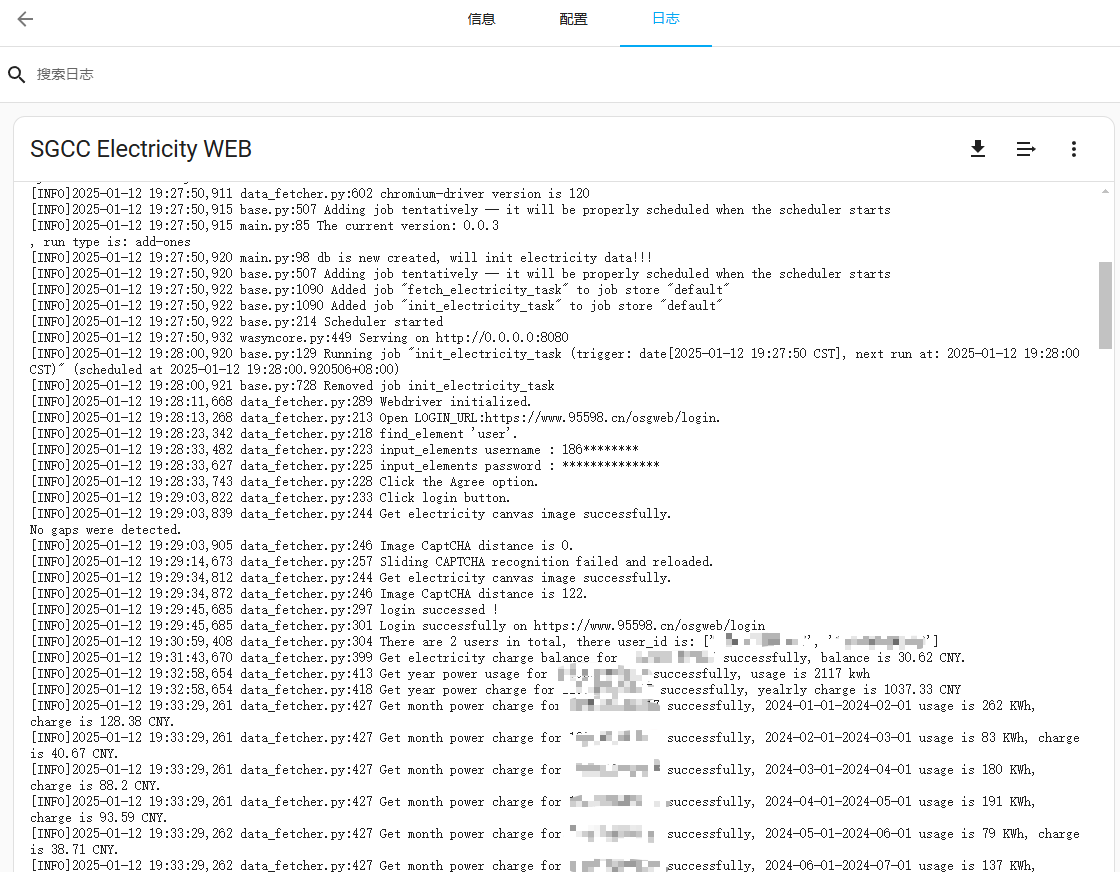 信息 配置 日志
搜索日志
SGCC Electricity WEB
[INFO]2025-01-12 19:27:50,911 data_fetcher.py:602 chromium-driver version is 120
[INFO]2025-01-12 19:27:50,915 base.py:507 Adding job tentatively — it will be properly scheduled when the scheduler starts
[INFO]2025-01-12 19:27:50,915 main.py:85 The current version: 0.0.3
, run type is: add-ones
[INFO]2025-01-12 19:27:50,920 main.py:98 db is new created, will init electricity data!!!
[INFO]2025-01-12 19:27:50,920 base.py:507 Adding job tentatively — it will be properly scheduled when the scheduler starts
[INFO]2025-01-12 19:27:50,922 base.py:1090 Added job "fetch_electricity_task" to job store "default"
[INFO]2025-01-12 19:27:50,922 base.py:1090 Added job "init_electricity_task" to job store "default"
[INFO]2025-01-12 19:27:50,922 base.py:214 Scheduler started
[INFO]2025-01-12 19:27:50,932 wasyncore.py:449 Serving on http://0.0.0.0:8080
[INFO]2025-01-12 19:28:00,920 base.py:129 Running job "init_electricity_task (trigger: date[2025-01-12 19:27:50 CST], next run at: 2025-01-12 19:28:00
CST)" (scheduled at 2025-01-12 19:28:00.920506+08:00)
[INFO]2025-01-12 19:28:00,921 base.py:728 Removed job init_electricity_task
[INFO]2025-01-12 19:28:11,668 data_fetcher.py:289 Webdriver initialized.
[INFO]2025-01-12 19:28:13,268 data_fetcher.py:213 Open LOGIN_URL:https://www.95598.cn/osgweb/login.
[INFO]2025-01-12 19:28:23,342 data_fetcher.py:218 find_element 'user'.
[INFO]2025-01-12 19:28:33,482 data_fetcher.py:223 input_elements username : 186********
[INFO]2025-01-12 19:28:33,627 data_fetcher.py:225 input_elements password : **************
[INFO]2025-01-12 19:28:33,743 data_fetcher.py:228 Click the Agree option.
[INFO]2025-01-12 19:29:03,822 data_fetcher.py:233 Click login button.
[INFO]2025-01-12 19:29:03,839 data_fetcher.py:244 Get electricity canvas image successfully.
No gaps were detected.
[INFO]2025-01-12 19:29:03,905 data_fetcher.py:246 Image CaptCHA distance is 0.
[INFO]2025-01-12 19:29:14,673 data_fetcher.py:257 Sliding CAPTCHA recognition failed and reloaded.
[INFO]2025-01-12 19:29:34,812 data_fetcher.py:244 Get electricity canvas image successfully.
[INFO]2025-01-12 19:29:34,872 data_fetcher.py:246 Image CaptCHA distance is 122.
[INFO]2025-01-12 19:29:45,685 data_fetcher.py:297 login successed !
[INFO]2025-01-12 19:29:45,685 data_fetcher.py:301 Login successfully on https://www.95598.cn/osgweb/login
[INFO]2025-01-12 19:30:59,408 data_fetcher.py:304 There are 2 users in total, there user_id is: ['', '']
[INFO]2025-01-12 19:31:43,670 data_fetcher.py:399 Get electricity charge balance for successfully, balance is 30.62 CNY.
[INFO]2025-01-12 19:32:58,654 data_fetcher.py:413 Get year power usage for successfully, usage is 2117 kwh
[INFO]2025-01-12 19:32:58,654 data_fetcher.py:418 Get year power charge for successfully, yealrly charge is 1037.33 CNY
[INFO]2025-01-12 19:33:29,261 data_fetcher.py:427 Get month power charge for successfully, 2024-01-01-2024-02-01 usage is 262 KWh,
charge is 128.38 CNY.
[INFO]2025-01-12 19:33:29,261 data_fetcher.py:427 Get month power charge for successfully, 2024-02-01-2024-03-01 usage is 83 KWh, charge
is 40.67 CNY.
[INFO]2025-01-12 19:33:29,261 data_fetcher.py:427 Get month power charge for successfully, 2024-03-01-2024-04-01 usage is 180 KWh,
charge is 88.2 CNY.
[INFO]2025-01-12 19:33:29,261 data_fetcher.py:427 Get month power charge for successfully, 2024-04-01-2024-05-01 usage is 191 KWh,
charge is 93.59 CNY.
[INFO]2025-01-12 19:33:29,262 data_fetcher.py:427 Get month power charge for successfully, 2024-05-01-2024-06-01 usage is 79 KWh, charge
is 38.71 CNY.
[INFO]2025-01-12 19:33:29,262 data_fetcher.py:427 Get month power charge for successfully, 2024-06-01-2024-07-01 usage is 137 KWh,